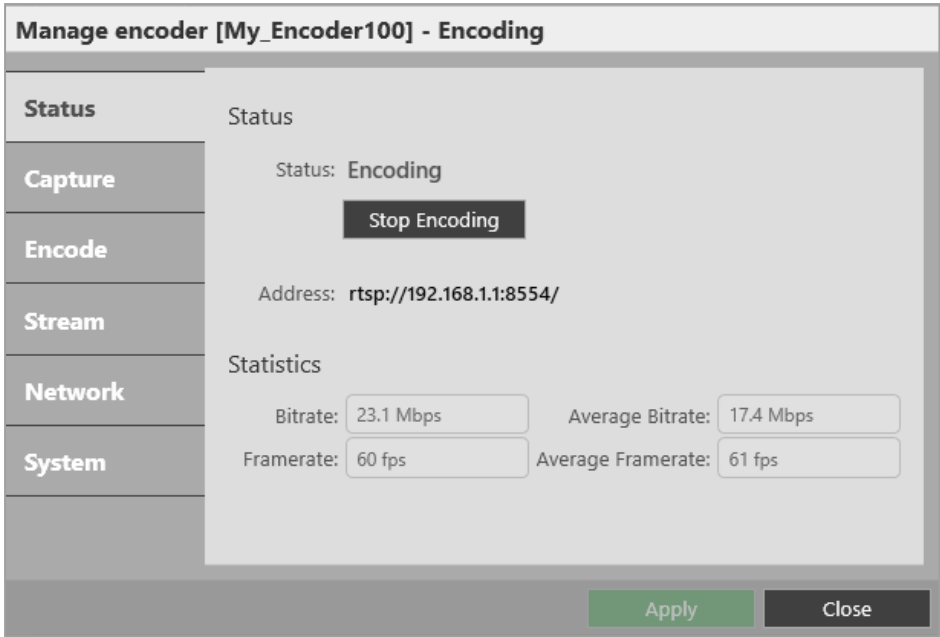 Manage encoder [My_Encoder100] - Encoding
Status
Capture
Encode
Stream
Network
System
Status
Status: Encoding
Stop Encoding
Address: rtsp://192.168.1.1:8554/
Statistics
Bitrate: 23.1 Mbps Average Bitrate: 17.4 Mbps
Framerate: 60 fps Average Framerate: 61 fps
Apply Close